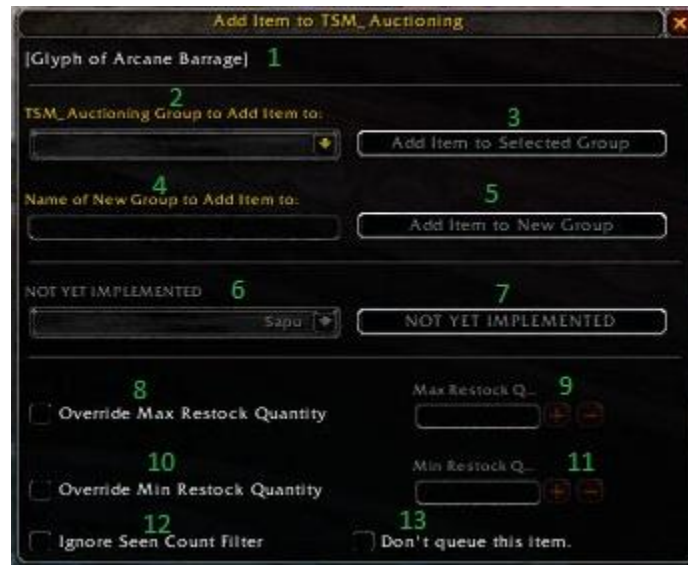 Add Item to TSM_Auctioning
[Glyph of Arcane Barrage] 1
2
TSM_Auctioning Group to Add Item to:
3
Add Item to Selected Group
4
Name of New Group to Add Item to:
5
Add Item to New Group
NOT YET IMPLEMENTED 6
Sapu
7
NOT YET IMPLEMENTED
8
Override Max Restock Quantity
Max Restock Q... 9
10
Override Min Restock Quantity
Min Restock Q... 11
12
Ignore Seen Count Filter
13
Don't queue this item.